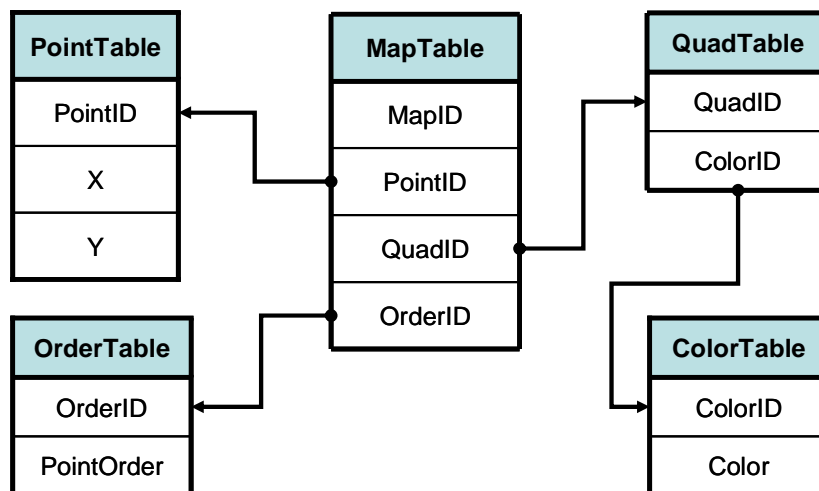 PointTable
PointID
X
Y
MapTable
MapID
PointID
QuadID
OrderID
QuadTable
QuadID
ColorID
OrderTable
OrderID
PointOrder
ColorTable
ColorID
Color